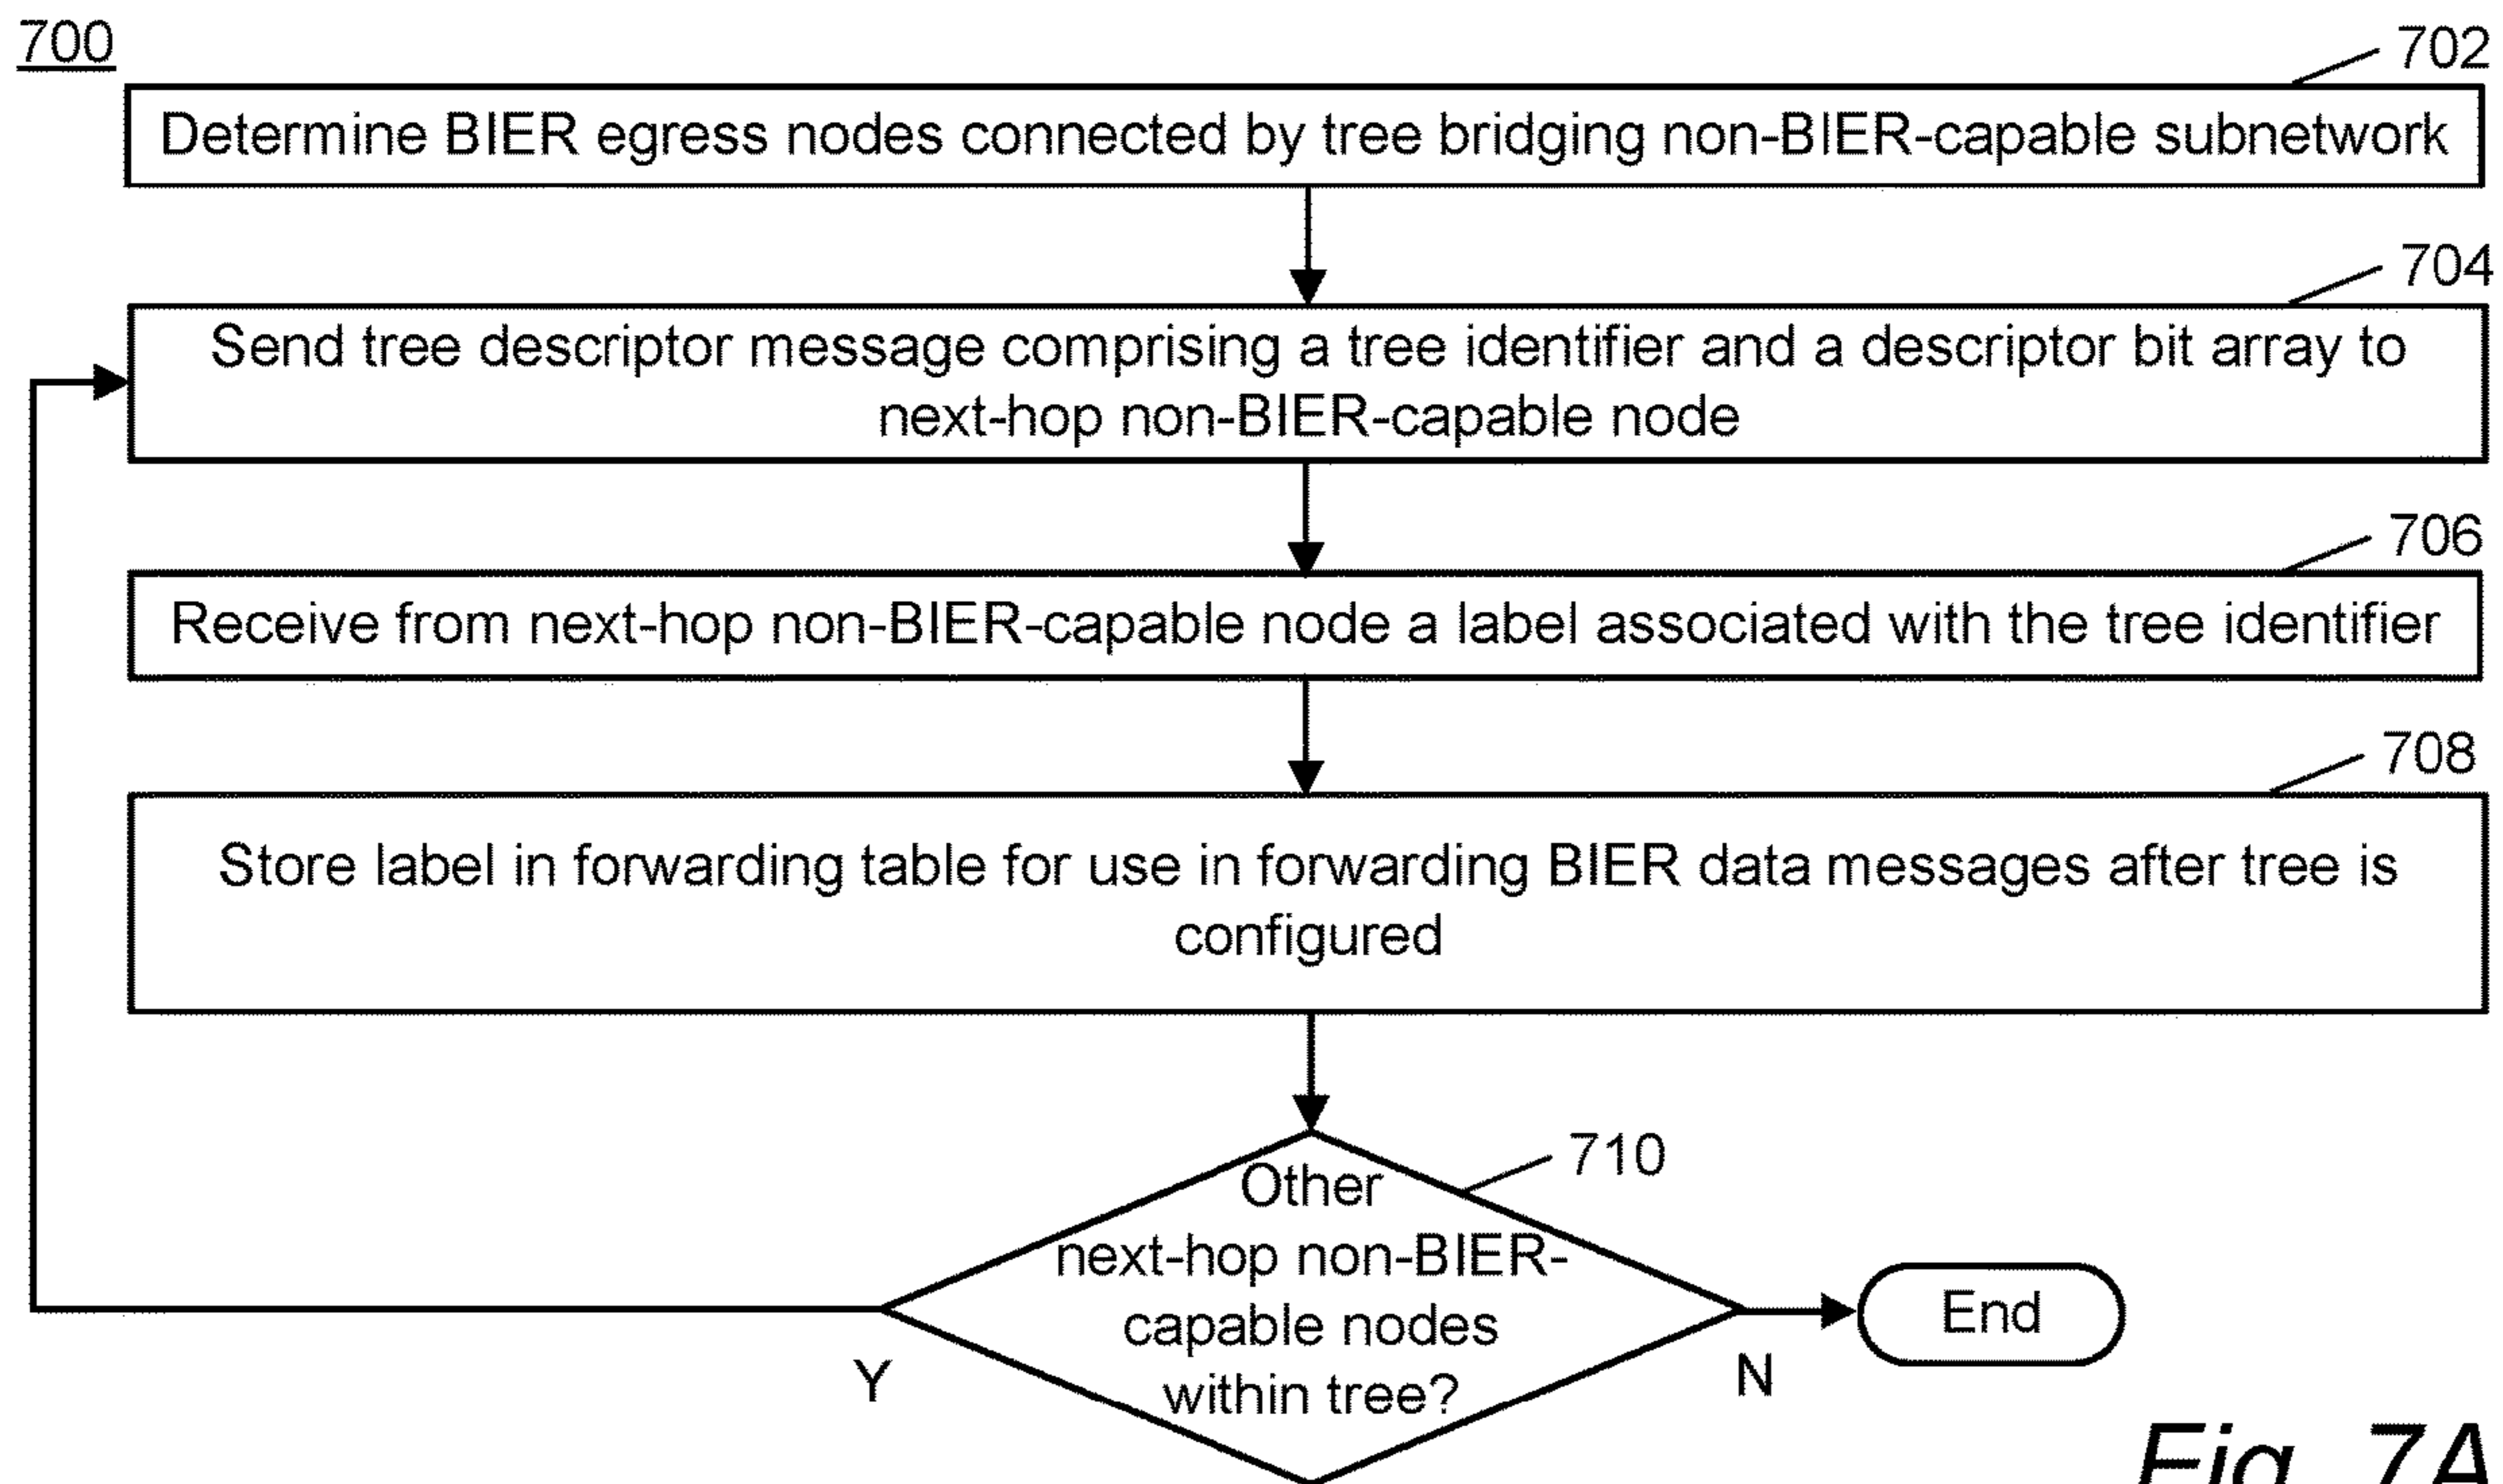 700
702
Determine BIER egress nodes connected by tree bridging non-BIER-capable subnetwork
704
Send tree descriptor message comprising a tree identifier and a descriptor bit array to
next-hop non-BIER-capable node
706
Receive from next-hop non-BIER-capable node a label associated with the tree identifier
708
Store label in forwarding table for use in forwarding BIER data messages after tree is
configured
710
Other
next-hop non-BIER-
capable nodes
within tree?
Y
N
End
Fig. 7A